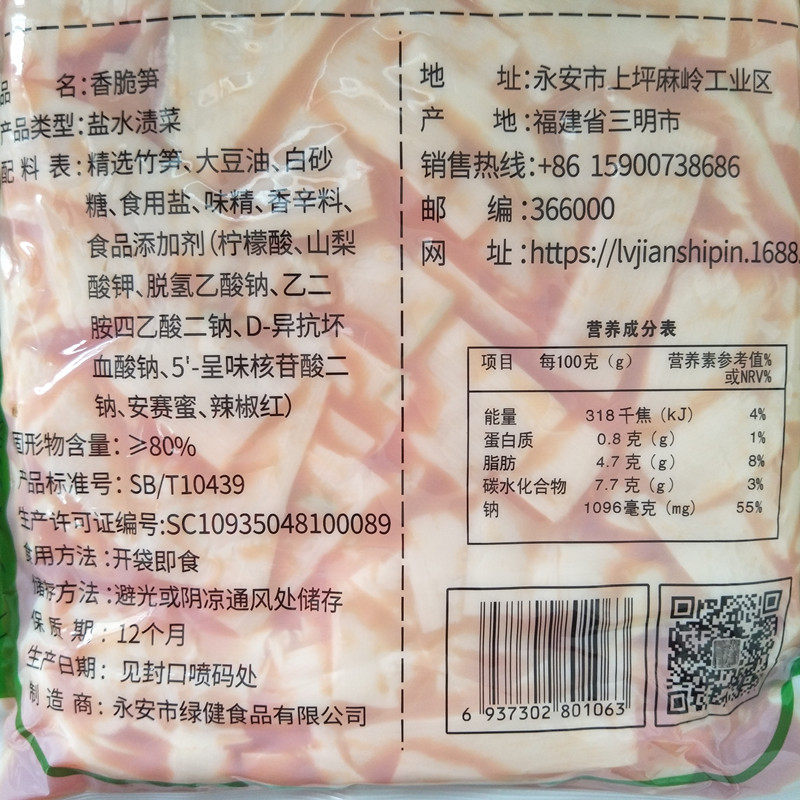 品 名:香脆笋
产品类型:盐水渍菜
配 料 表:精选竹笋、大豆油、白砂
糖、食用盐、味精、香辛料、
食品添加剂(柠檬酸、山梨
酸钾、脱氢乙酸钠、乙二
胺四乙酸二钠、D-异抗坏
血酸钠、5'-呈味核苷酸二
钠、安赛蜜、辣椒红)
固形物含量:≥80%
产品标准号:SB/T10439
生产许可证编号:SC10935048100089
食用方法:开袋即食
储存方法:避光或阴凉通风处储存
保 质 期:12个月
生产日期:见封口喷码处
制 造 商:永安市绿健食品有限公司
地 址:永安市上坪麻岭工业区
产 地:福建省三明市
销售热线:+86 15900738686
邮 编:366000
网 址:https://lvjianshipin.1688
营养成分表
项目 每100克(g) 营养素参考值%
或NRV%
能量 318千焦(kJ) 4%
蛋白质 0.8克(g) 1%
脂肪 4.7克(g) 8%
碳水化合物 7.7克(g) 3%
钠 1096毫克(mg) 55%
6 937302 801063